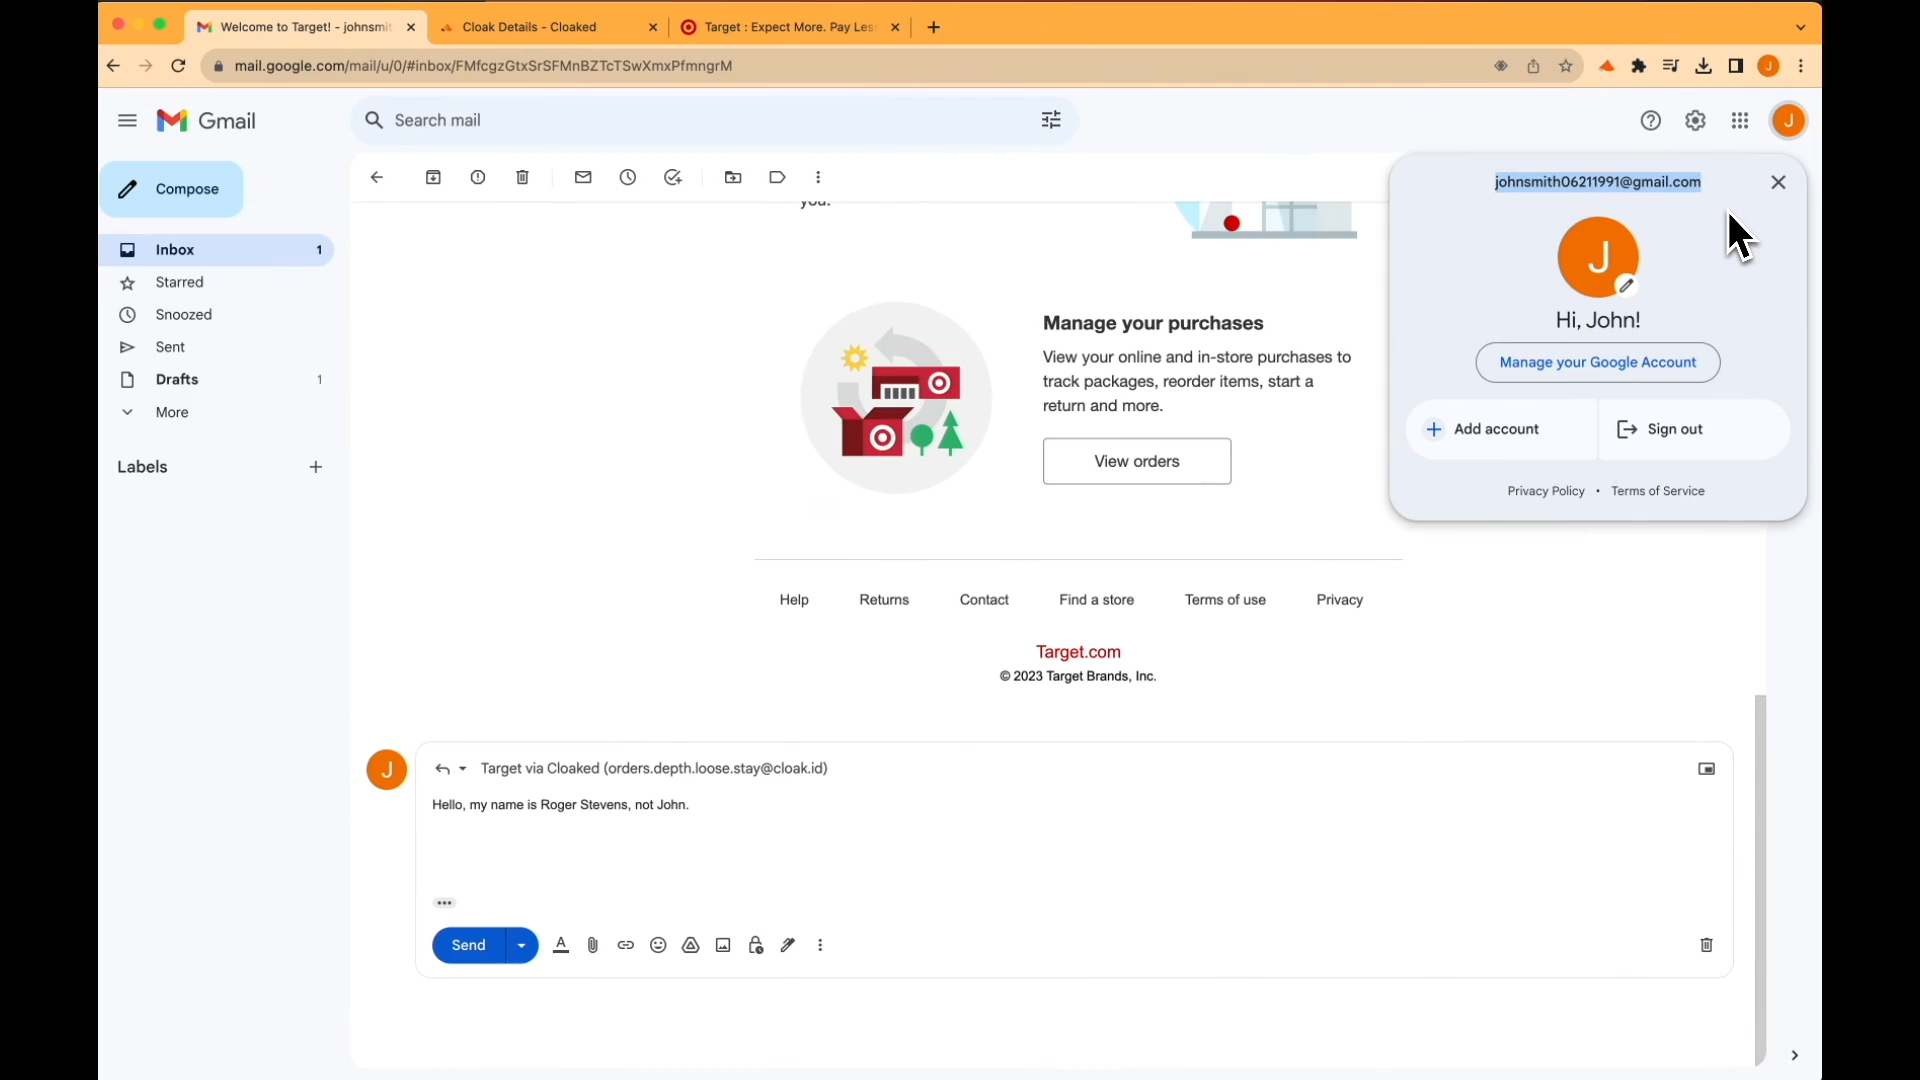 Welcome to Target! - johnsmit
Cloak Details - Cloaked
Target : Expect More. Pay Les
mail.google.com/mail/u/0/#inbox/FMfcgzGtxSrSFMnBZTcTSwXmxPfmngrM
J
Gmail
Search mail
J
Compose
you.
johnsmith06211991@gmail.com
Inbox 1
Starred
Snoozed
Sent
Drafts 1
More
Labels
J
Hi, John!
Manage your Google Account
Add account
Sign out
Privacy Policy • Terms of Service
Manage your purchases
View your online and in-store purchases to
track packages, reorder items, start a
return and more.
View orders
Help Returns Contact Find a store Terms of use Privacy
Target.com
© 2023 Target Brands, Inc.
J
Target via Cloaked (orders.depth.loose.stay@cloak.id)
Hello, my name is Roger Stevens, not John.
Send